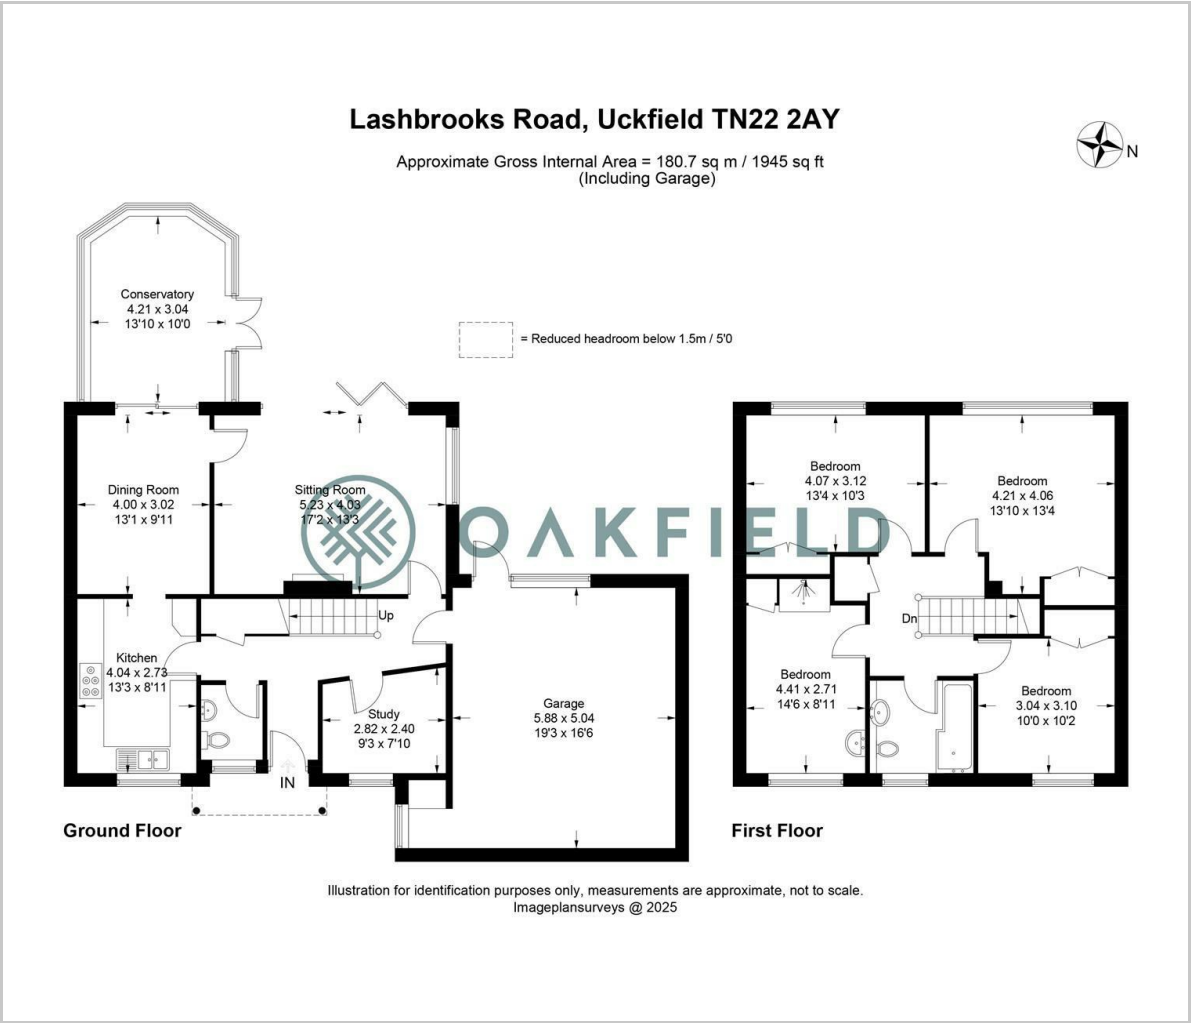 Lashbrooks Road, Uckfield TN22 2AY
Approximate Gross Internal Area = 180.7 sq m / 1945 sq ft
(Including Garage)
N
Conservatory
4.21 x 3.04
13'10 x 10'0
= Reduced headroom below 1.5m / 5'0
Dining Room
4.00 x 3.02
13'1 x 9'11
Sitting Room
5.23 x 4.03
17'2 x 13'3
OAKFIELD
Bedroom
4.07 x 3.12
13'4 x 10'3
Bedroom
4.21 x 4.06
13'10 x 13'4
Up
Dn
Kitchen
4.04 x 2.73
13'3 x 8'11
Study
2.82 x 2.40
9'3 x 7'10
Garage
5.88 x 5.04
19'3 x 16'6
Bedroom
4.41 x 2.71
14'6 x 8'11
Bedroom
3.04 x 3.10
10'0 x 10'2
IN
Ground Floor
First Floor
Illustration for identification purposes only, measurements are approximate, not to scale.
Imageplansurveys @ 2025